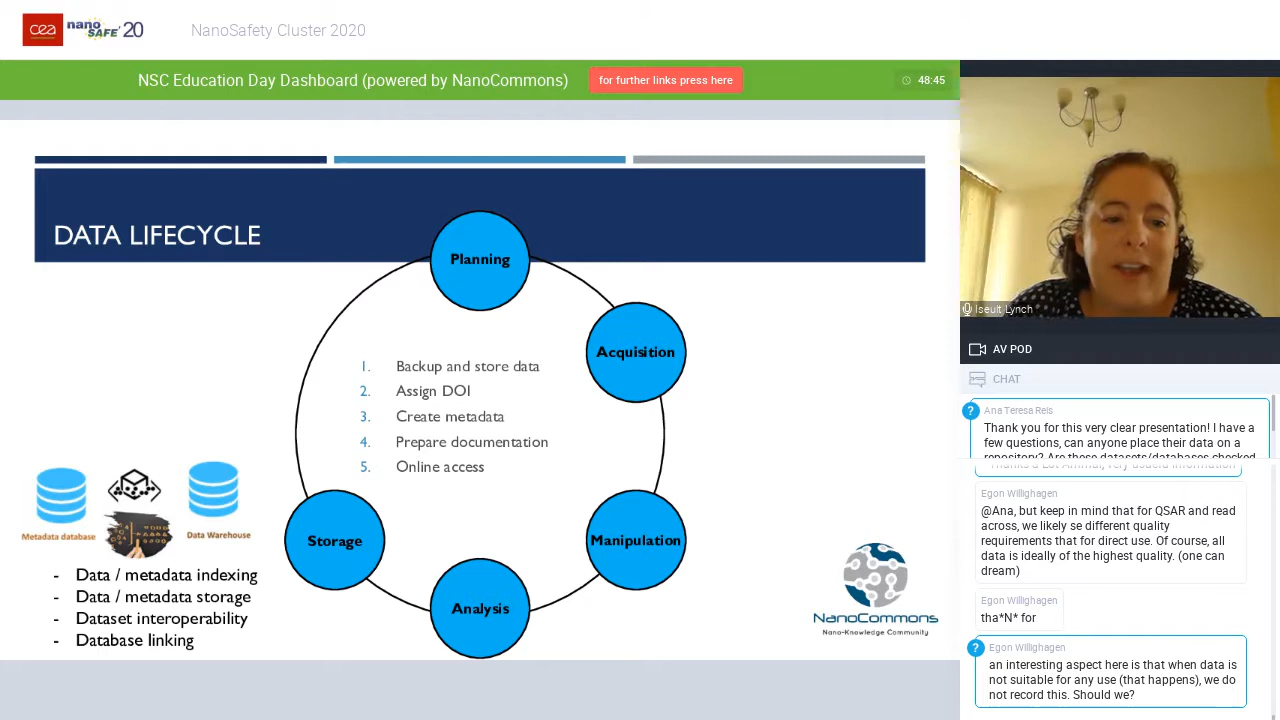 cea nano SAFE' 20
NanoSafety Cluster 2020
NSC Education Day Dashboard (powered by NanoCommons)
for further links press here
48:45
DATA LIFECYCLE
Planning
Acquisition
1. Backup and store data
2. Assign DOI
3. Create metadata
4. Prepare documentation
5. Online access
Storage
Manipulation
Analysis
Metadata database
Data Warehouse
- Data / metadata indexing
- Data / metadata storage
- Dataset interoperability
- Database linking
NanoCommons
Nano-Knowledge Community
Iseult Lynch
AV POD
CHAT
? Ana Teresa Reis
Thank you for this very clear presentation! I have a
few questions, can anyone place their data on a
repository? Are these datasets/databases checked
Egon Willighagen
@Ana, but keep in mind that for QSAR and read
across, we likely se different quality
requirements that for direct use. Of course, all
data is ideally of the highest quality. (one can
dream)
Egon Willighagen
tha*N* for
? Egon Willighagen
an interesting aspect here is that when data is
not suitable for any use (that happens), we do
not record this. Should we?